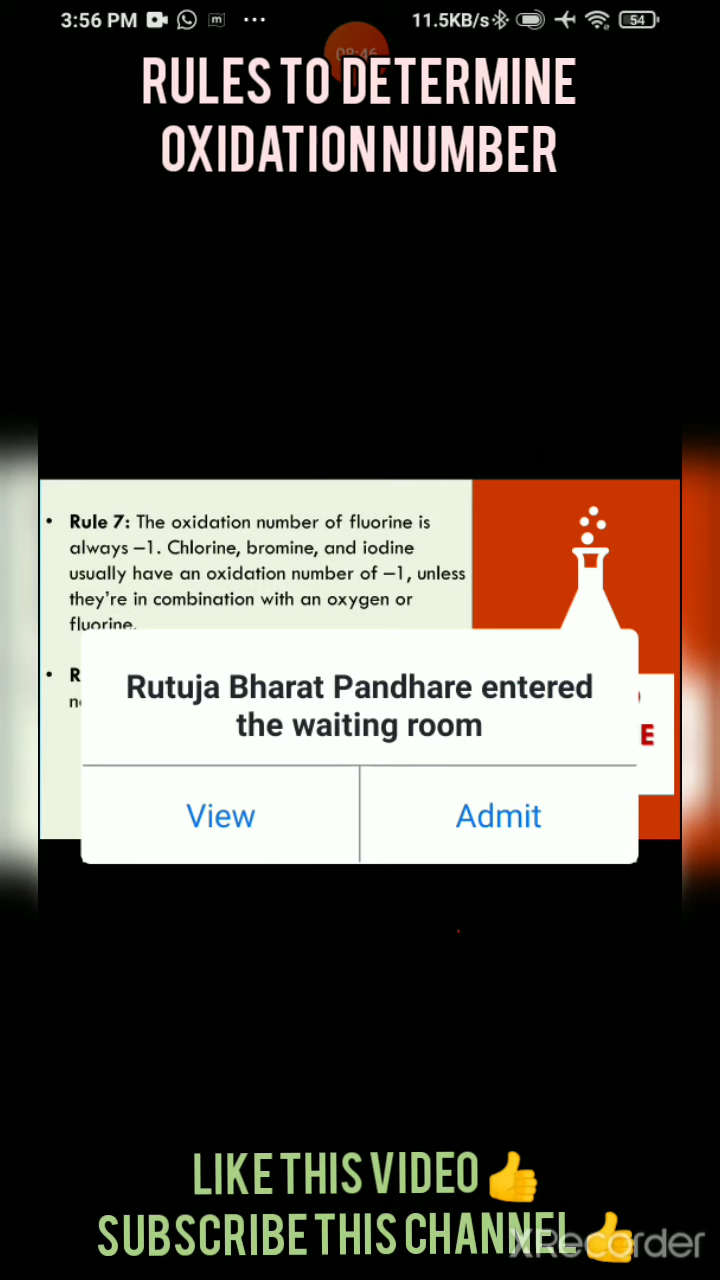 3:56 PM
11.5KB/s
54
08:46
RULES TO DETERMINE
OXIDATION NUMBER
• Rule 7: The oxidation number of fluorine is
always –1. Chlorine, bromine, and iodine
usually have an oxidation number of –1, unless
they're in combination with an oxygen or
fluorine.
Rutuja Bharat Pandhare entered
the waiting room
View
Admit
LIKE THIS VIDEO 👍
SUBSCRIBE THIS CHANNEL 👍
XRecorder